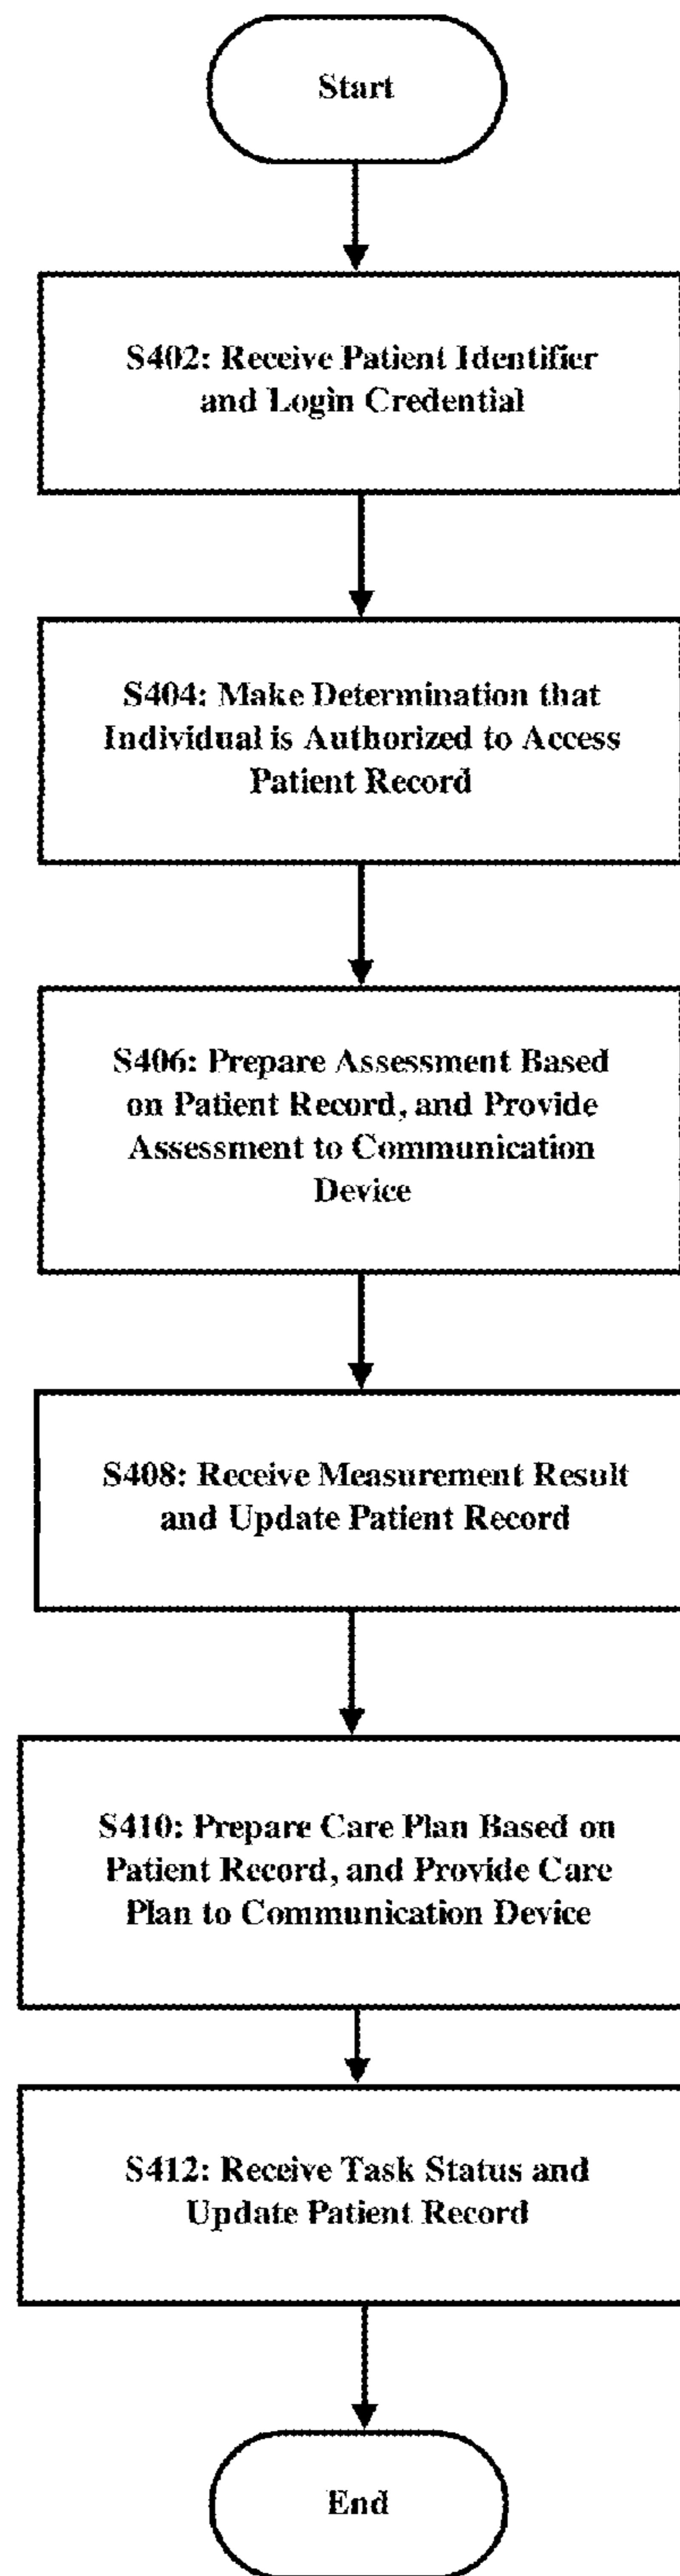 Start
S402: Receive Patient Identifier
and Login Credential
S404: Make Determination that
Individual is Authorized to Access
Patient Record
S406: Prepare Assessment Based
on Patient Record, and Provide
Assessment to Communication
Device
S408: Receive Measurement Result
and Update Patient Record
S410: Prepare Care Plan Based on
Patient Record, and Provide Care
Plan to Communication Device
S412: Receive Task Status and
Update Patient Record
End